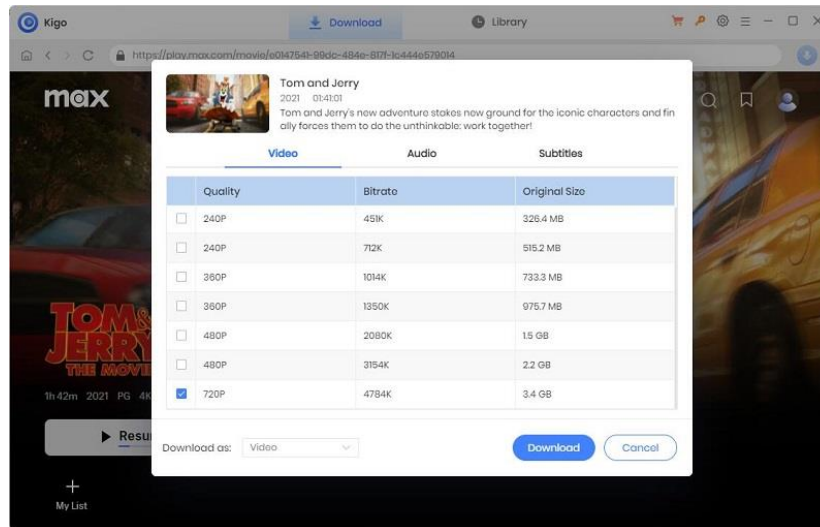 Kigo
Download
Library
https://play.max.com/movie/e0147541-99dc-484e-817f-1c444e579014
max
Tom and Jerry
2021 01:41:01
Tom and Jerry's new adventure stakes new ground for the iconic characters and fin
ally forces them to do the unthinkable: work together!
Video Audio Subtitles
Quality Bitrate Original Size
240P 451K 326.4 MB
240P 712K 515.2 MB
360P 1014K 733.3 MB
360P 1350K 975.7 MB
480P 2080K 1.5 GB
480P 3154K 2.2 GB
720P 4784K 3.4 GB
TOM &
JERRY
THE MOVI
1h 42m 2021 PG 4K
Resu
Download as: Video
Download
Cancel
My List